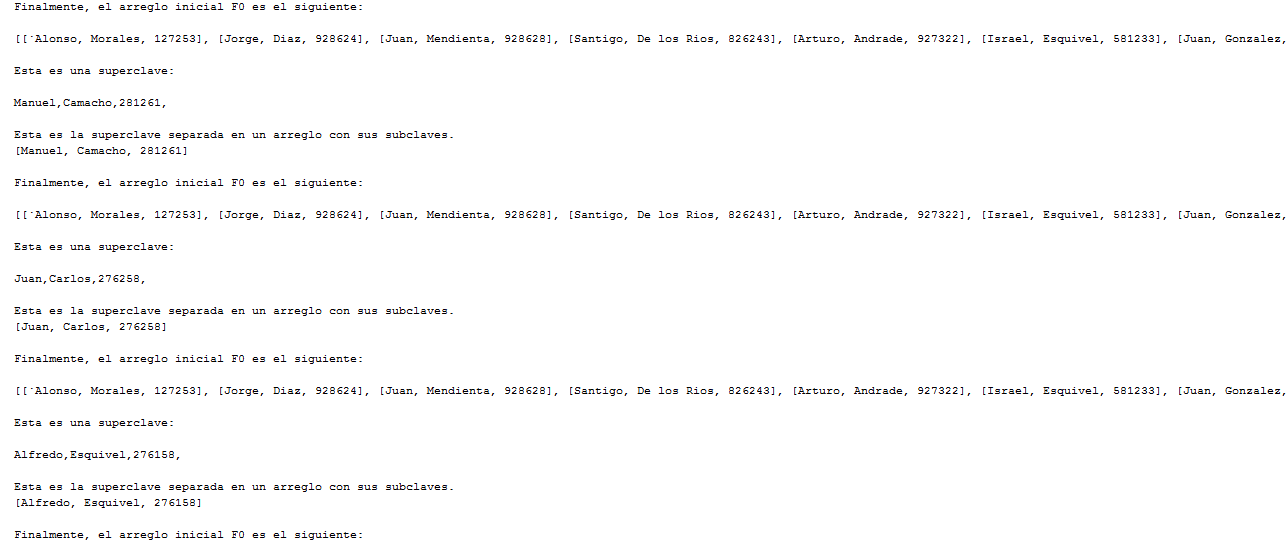 Finalmente, el arreglo inicial F0 es el siguiente:
[[˙Alonso, Morales, 127253], [Jorge, Diaz, 928624], [Juan, Mendienta, 928628], [Santigo, De los Rios, 826243], [Arturo, Andrade, 927322], [Israel, Esquivel, 581233], [Juan, Gonzalez,
Esta es una superclave:
Manuel,Camacho,281261,
Esta es la superclave separada en un arreglo con sus subclaves.
[Manuel, Camacho, 281261]
Finalmente, el arreglo inicial F0 es el siguiente:
[[˙Alonso, Morales, 127253], [Jorge, Diaz, 928624], [Juan, Mendienta, 928628], [Santigo, De los Rios, 826243], [Arturo, Andrade, 927322], [Israel, Esquivel, 581233], [Juan, Gonzalez,
Esta es una superclave:
Juan,Carlos,276258,
Esta es la superclave separada en un arreglo con sus subclaves.
[Juan, Carlos, 276258]
Finalmente, el arreglo inicial F0 es el siguiente:
[[˙Alonso, Morales, 127253], [Jorge, Diaz, 928624], [Juan, Mendienta, 928628], [Santigo, De los Rios, 826243], [Arturo, Andrade, 927322], [Israel, Esquivel, 581233], [Juan, Gonzalez,
Esta es una superclave:
Alfredo,Esquivel,276158,
Esta es la superclave separada en un arreglo con sus subclaves.
[Alfredo, Esquivel, 276158]
Finalmente, el arreglo inicial F0 es el siguiente: